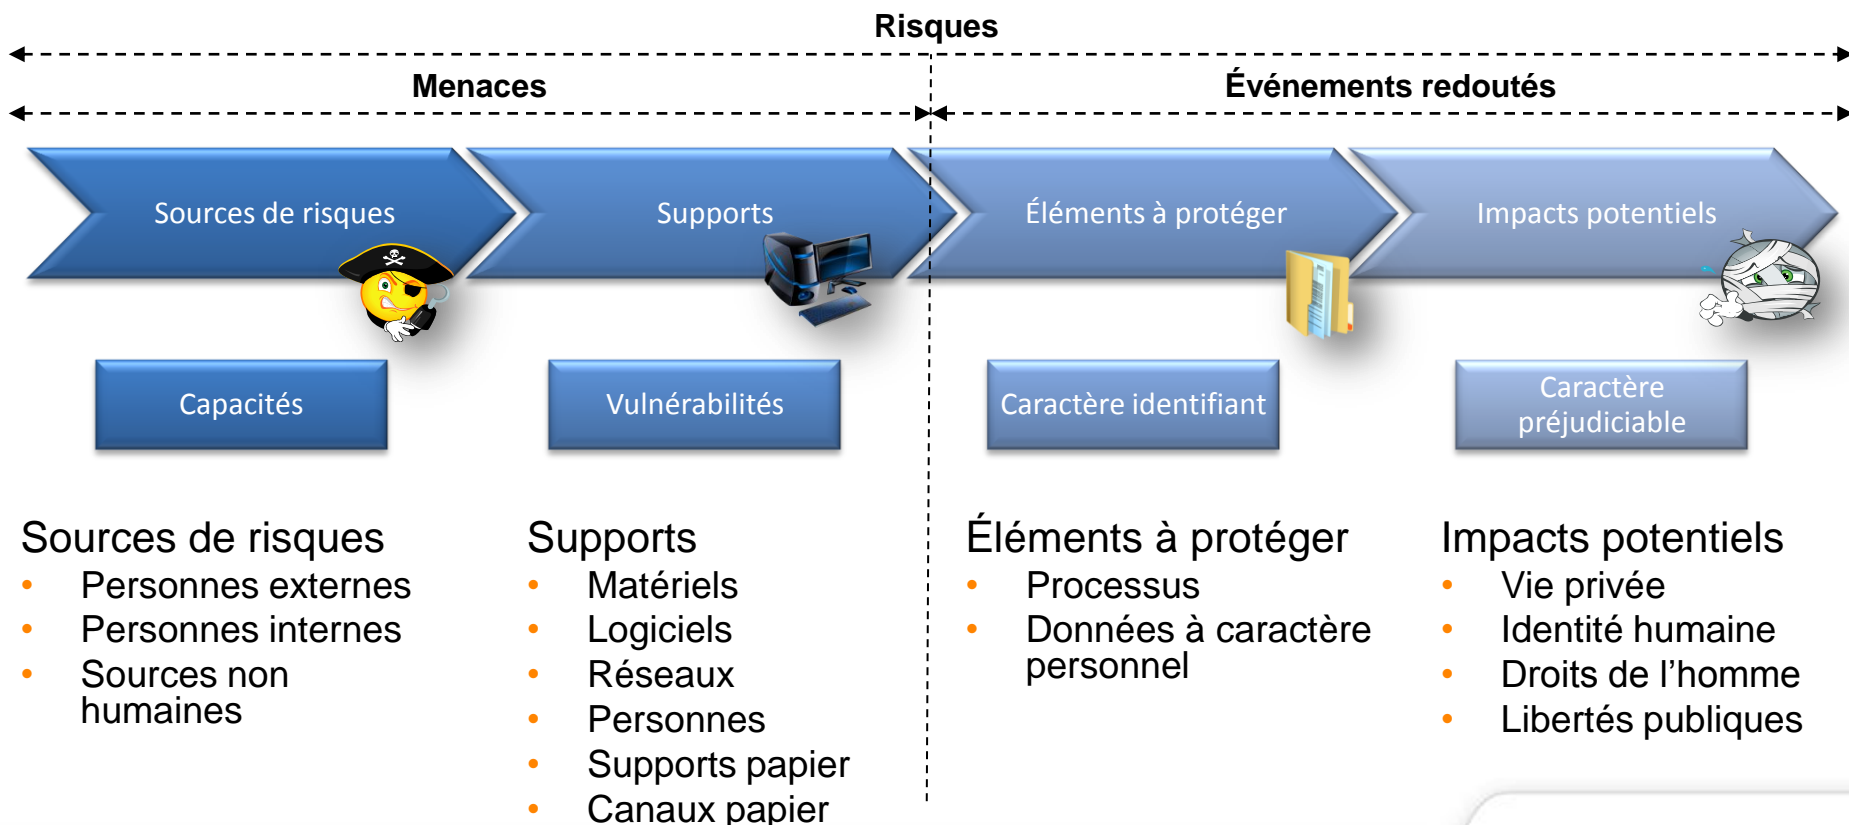 Risques
Menaces
Événements redoutés
Sources de risques
Supports
Éléments à protéger
Impacts potentiels
Capacités
Vulnérabilités
Caractère identifiant
Caractère
préjudiciable
Sources de risques
• Personnes externes
• Personnes internes
• Sources non
humaines
Supports
• Matériels
• Logiciels
• Réseaux
• Personnes
• Supports papier
• Canaux papier
Éléments à protéger
• Processus
• Données à caractère
personnel
Impacts potentiels
• Vie privée
• Identité humaine
• Droits de l’homme
• Libertés publiques